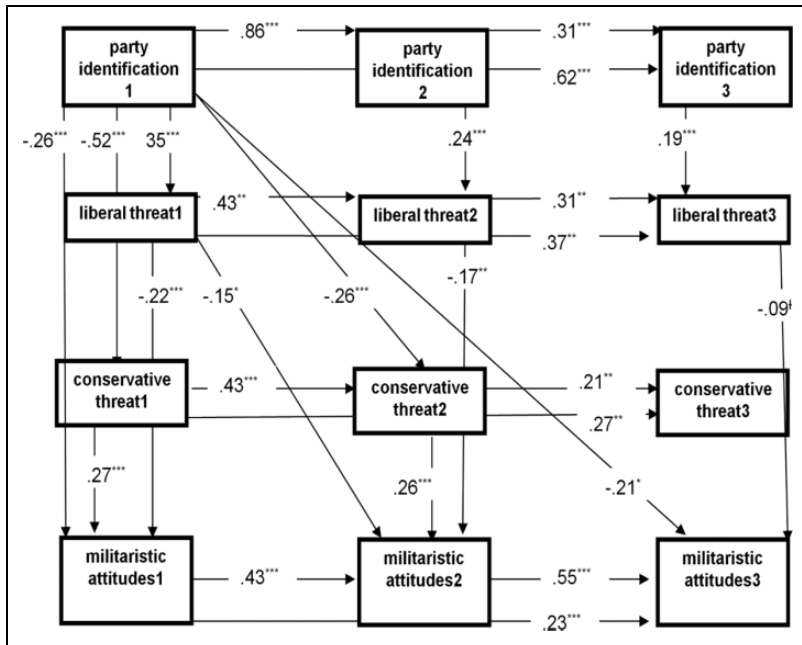 party
identification
1
.86***
party
identification
2
.31***
.62***
party
identification
3
-.26***
-.52***
35***
.24***
.19***
liberal threat1
.43**
liberal threat2
.31**
.37**
liberal threat3
-.22***
-.15*
-.26***
-.17**
-.09ƚ
conservative
threat1
.43***
conservative
threat2
.21**
.27**
conservative
threat3
.27***
.26***
-.21*
militaristic
attitudes1
.43***
militaristic
attitudes2
.55***
.23***
militaristic
attitudes3